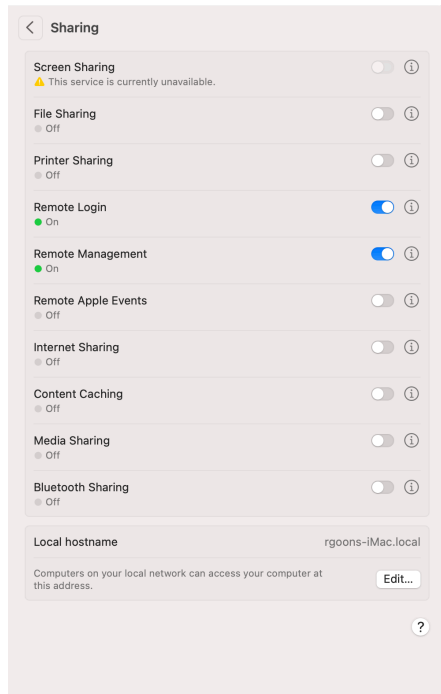 Sharing
Screen Sharing
This service is currently unavailable.
File Sharing
Off
Printer Sharing
Off
Remote Login
On
Remote Management
On
Remote Apple Events
Off
Internet Sharing
Off
Content Caching
Off
Media Sharing
Off
Bluetooth Sharing
Off
Local hostname rgoons-iMac.local
Computers on your local network can access your computer at
this address.
Edit...
?